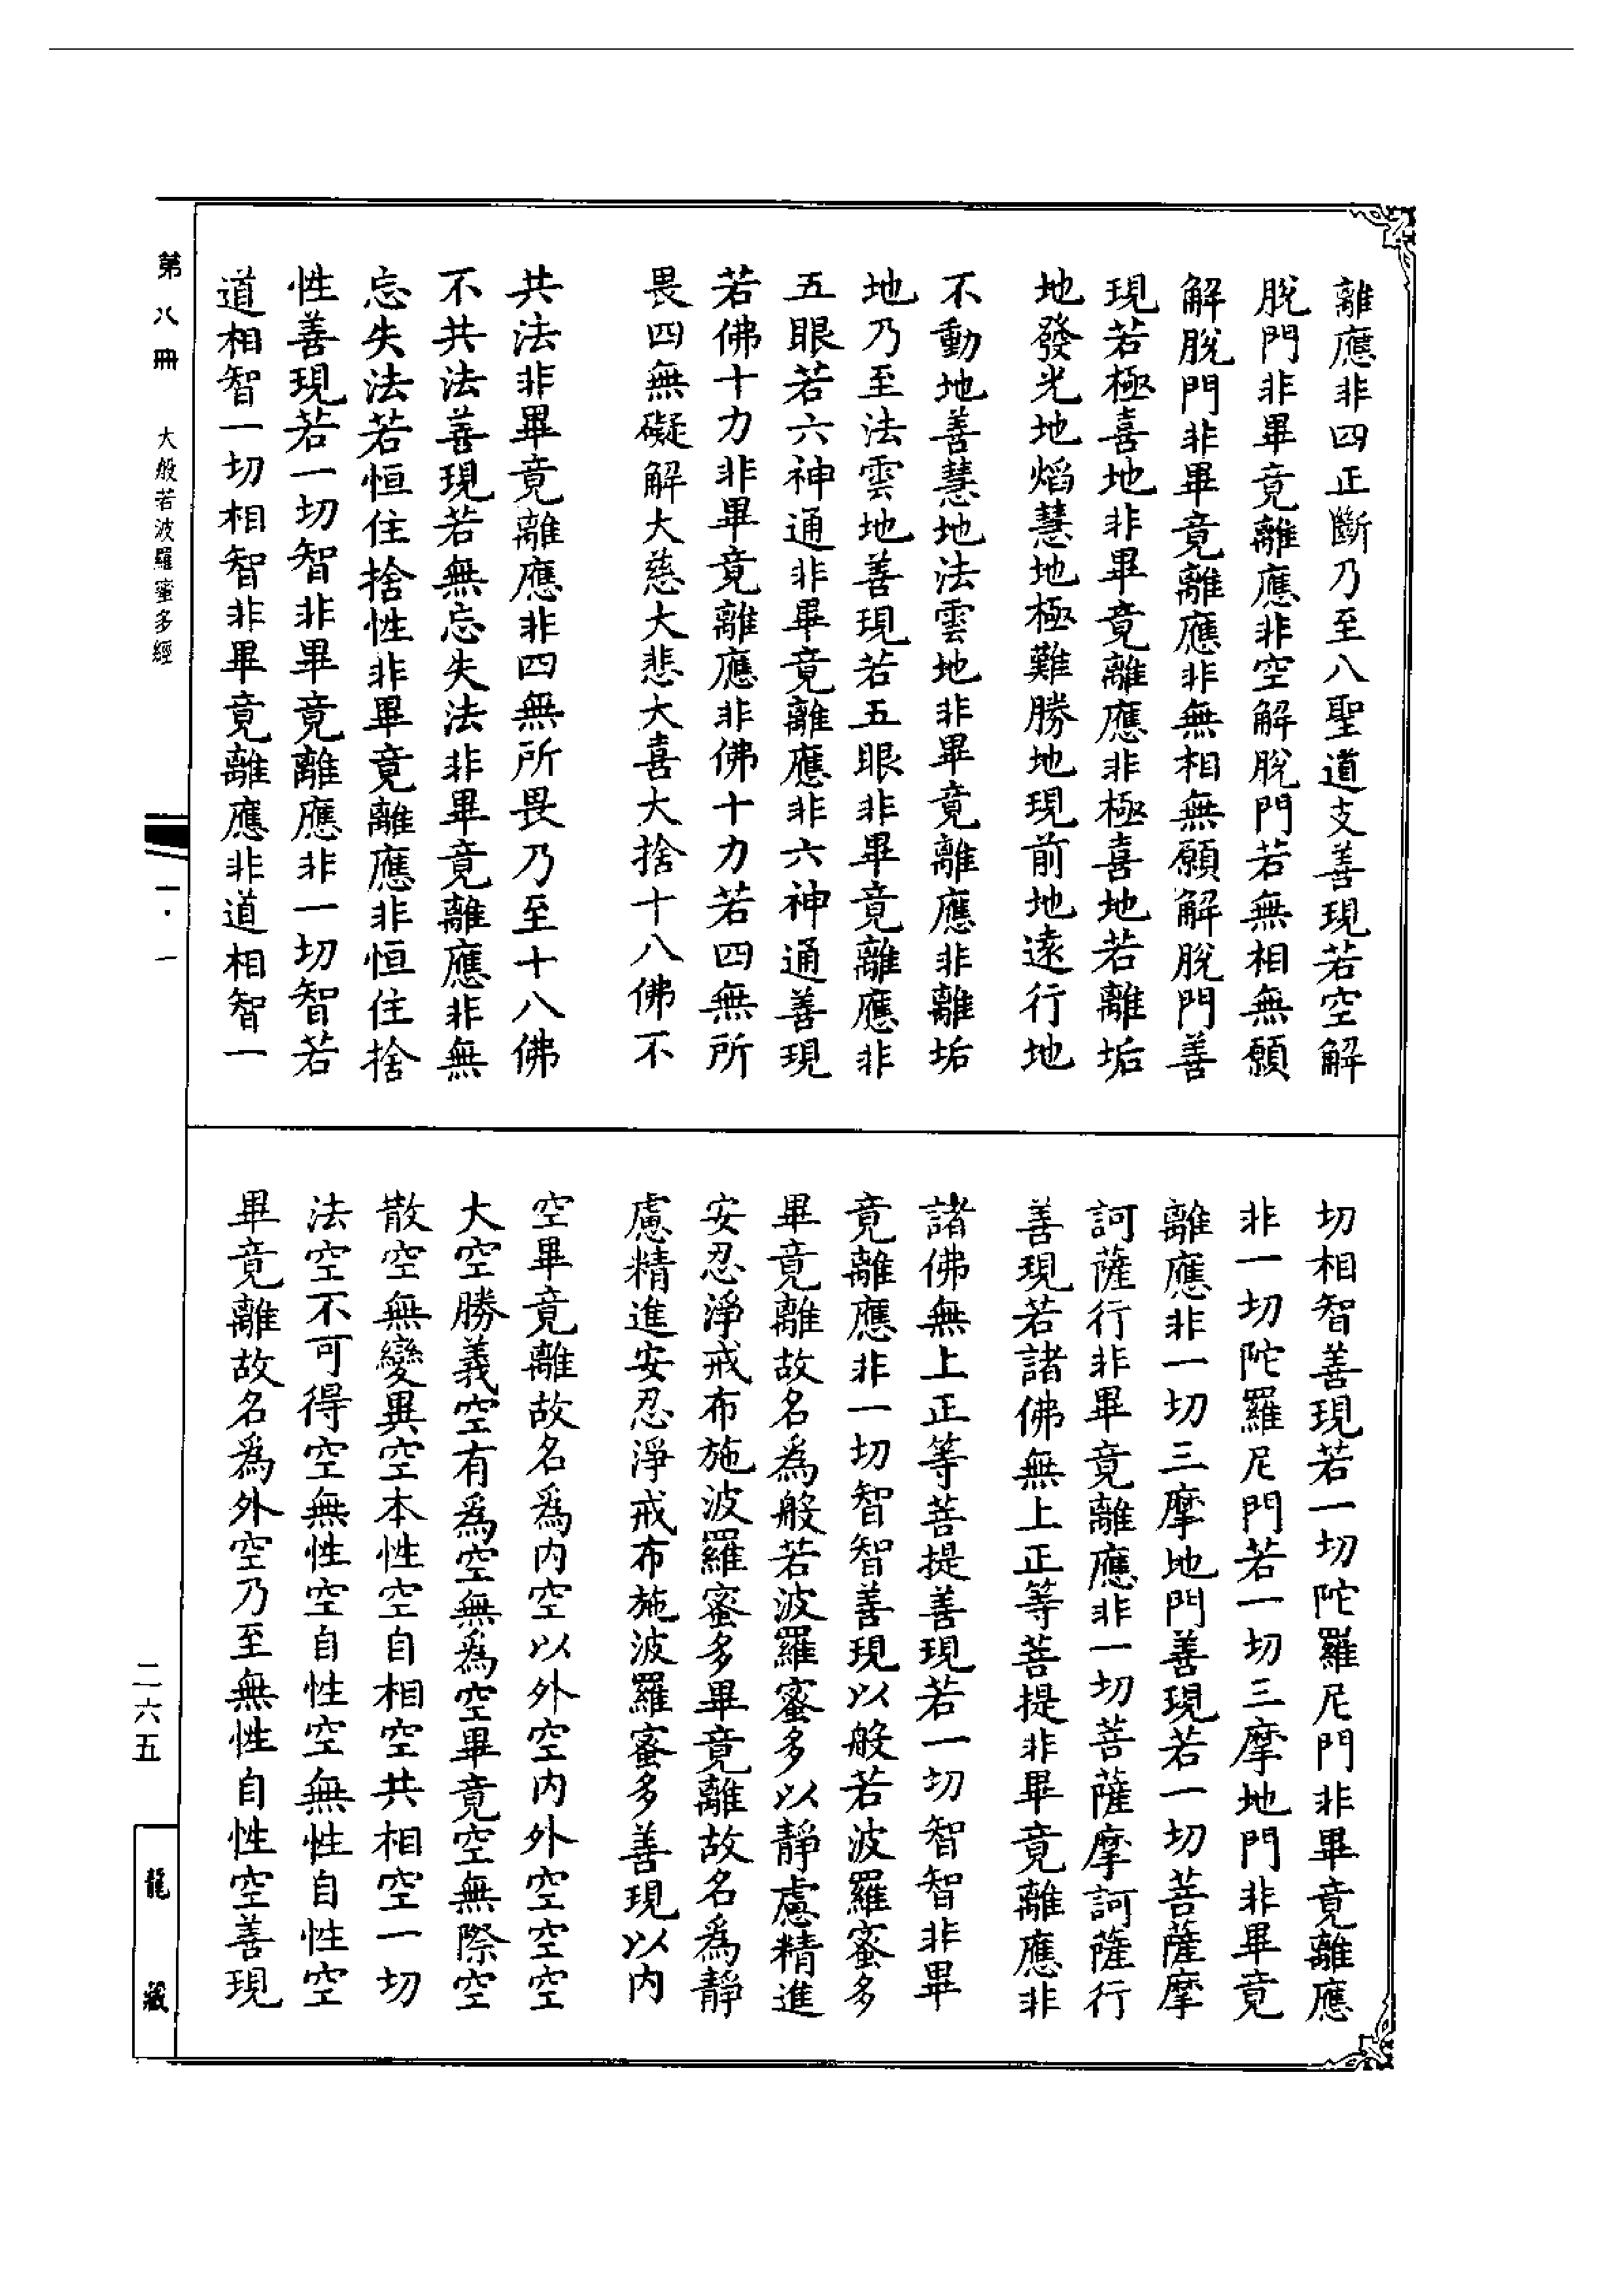 離應非四正斷乃至八聖道支善現若空解
脫門非畢竟離應非空解脫門若無相無願
解脫門非畢竟離應非無相無願解脫門善
現若極喜地非畢竟離應非極喜地若離垢
地發光地焰慧地極難勝地現前地遠行地
不動地善慧地法雲地非畢竟離應非離垢
地乃至法雲地善現若五眼非畢竟離應非
五眼若六神通非畢竟離應非六神通善現
若佛十力非畢竟離應非佛十力若四無所
畏四無礙解大慈大悲大喜大捨十八佛不
共法非畢竟離應非四無所畏乃至十八佛
不共法善現若無忘失法非畢竟離應非無
忘失法若恒住捨性非畢竟離應非恒住捨
性善現若一切智非畢竟離應非一切智若
道相智一切相智非畢竟離應非道相智一
切相智善現若一切陀羅尼門非畢竟離應
非一切陀羅尼門若一切三摩地門非畢竟
離應非一切三摩地門善現若一切菩薩摩
訶薩行非畢竟離應非一切菩薩摩訶薩行
善現若諸佛無上正等菩提非畢竟離應非
諸佛無上正等菩提善現若一切智智非畢
竟離應非一切智智善現以般若波羅蜜多
畢竟離故名為般若波羅蜜多以靜慮精進
安忍淨戒布施波羅蜜多畢竟離故名為靜
慮精進安忍淨戒布施波羅蜜多善現以內
空畢竟離故名為內空以外空內外空空空
大空勝義空有為空無為空畢竟空無際空
散空無變異空本性空自相空共相空一切
法空不可得空無性空自性空無性自性空
畢竟離故名為外空乃至無性自性空善現
第八冊 大般若波羅蜜多經
一·一
二六五
龍藏